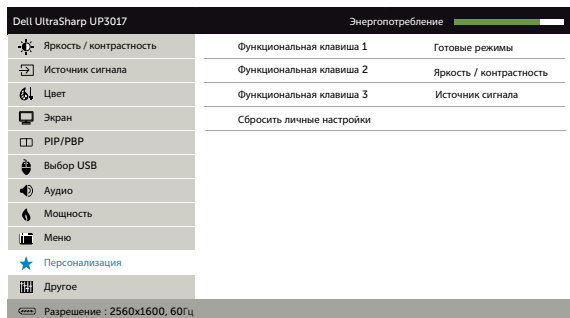 Dell UltraSharp UP3017 Энергопотребление
Яркость / контрастность Функциональная клавиша 1 Готовые режимы
Источник сигнала Функциональная клавиша 2 Яркость / контрастность
Цвет Функциональная клавиша 3 Источник сигнала
Экран Сбросить личные настройки
PIP/PBP
Выбор USB
Аудио
Мощность
Меню
Персонализация
Другое
Разрешение : 2560x1600, 60Гц